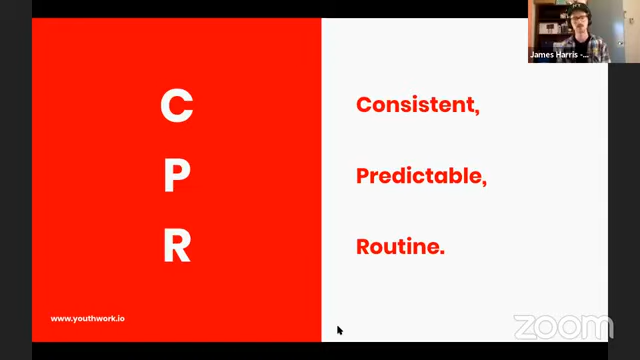 James Harris -...
C
Consistent,
P
Predictable,
R
Routine.
www.youthwork.io
zoom